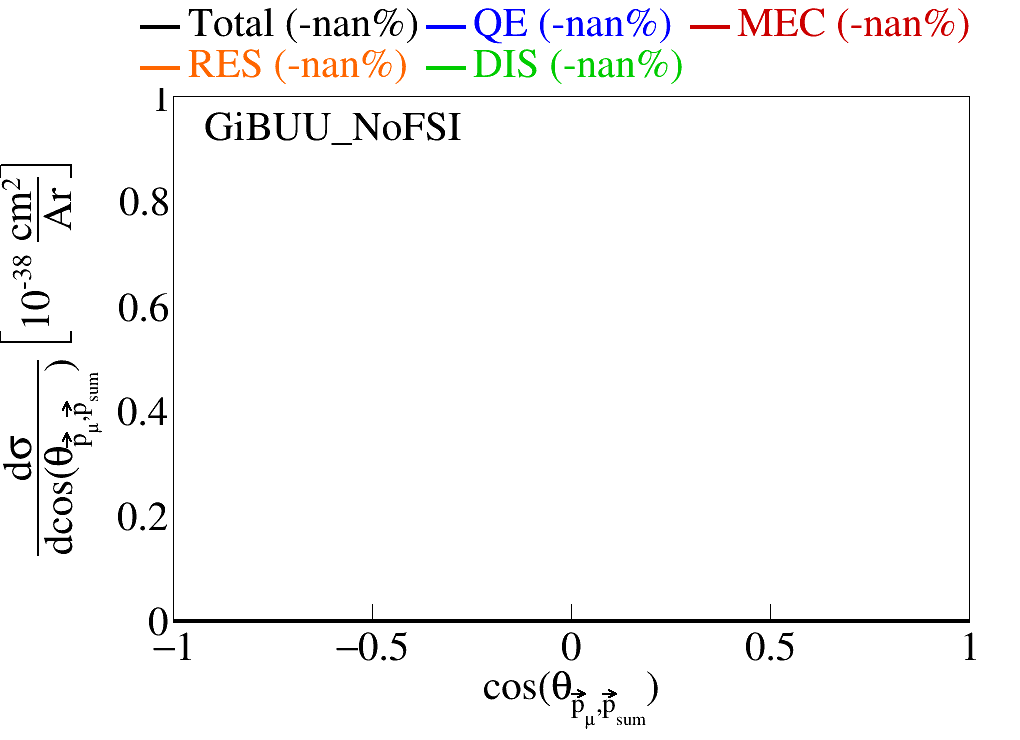 Total (-nan%) QE (-nan%) MEC (-nan%)
RES (-nan%) DIS (-nan%)
GiBUU_NoFSI
1
0.8
0.6
0.4
0.2
0
−1 −0.5 0 0.5 1
cos(θp⃗μ,p⃗sum)
dσ/dcos(θp⃗μ,p⃗sum) [10-38 cm2/Ar]